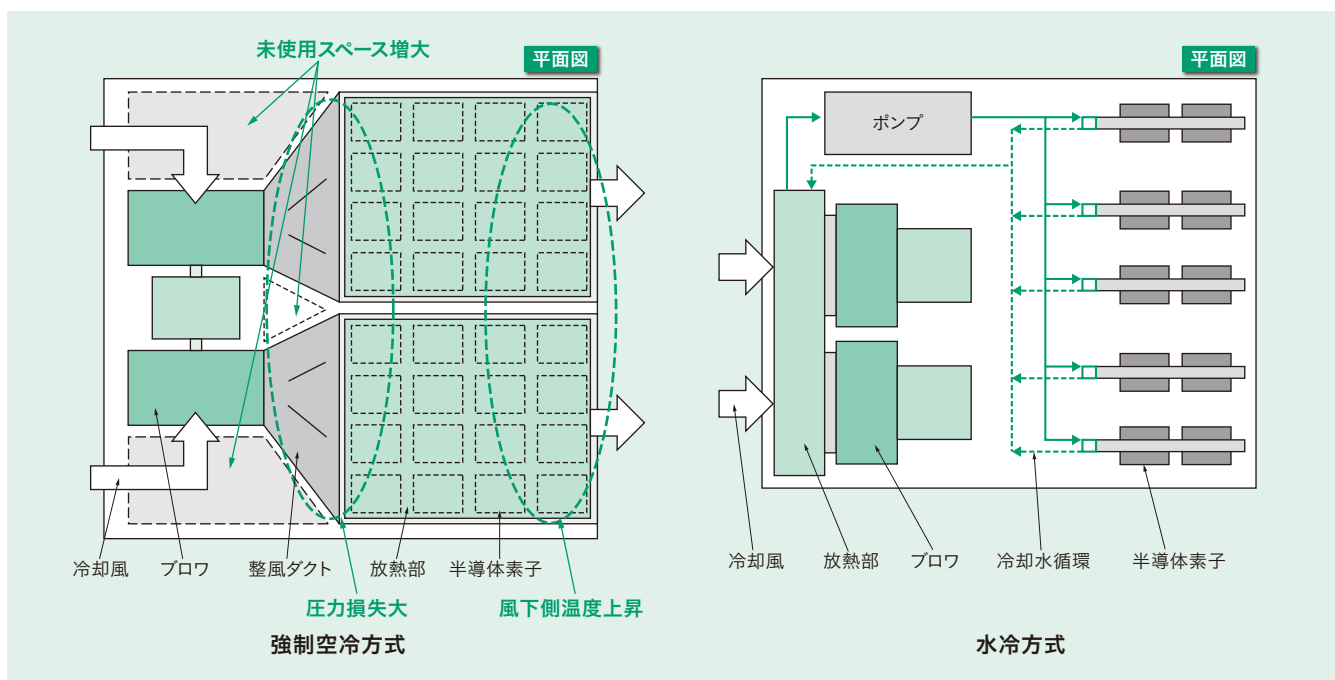 未使用スペース増大
平面図
冷却風
ブロワ
整風ダクト
放熱部
半導体素子
圧力損失大
風下側温度上昇
強制空冷方式
平面図
ポンプ
冷却風
放熱部
ブロワ
冷却水循環
半導体素子
水冷方式